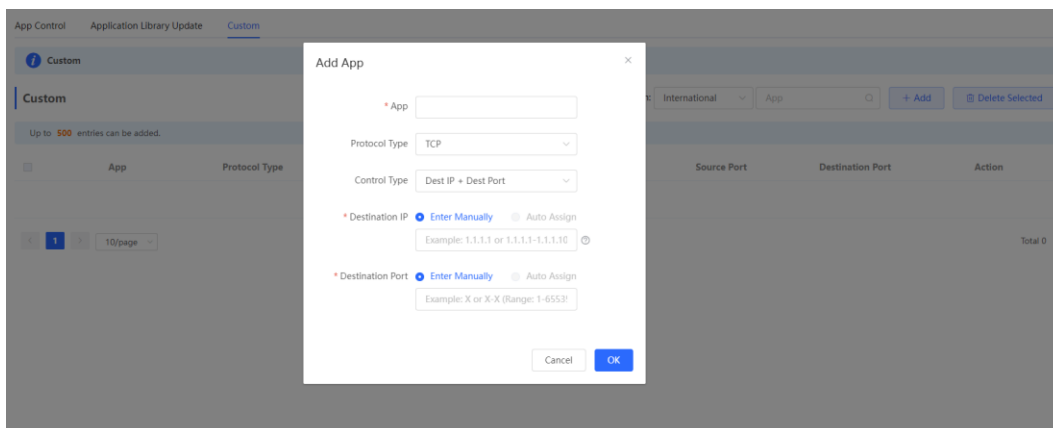 App Control Application Library Update Custom
Custom
Add App
Custom
International App + Add Delete Selected
* App
Up to 500 entries can be added.
Protocol Type TCP
App Protocol Type Source Port Destination Port Action
Control Type Dest IP + Dest Port
* Destination IP Enter Manually Auto Assign
Example: 1.1.1.1 or 1.1.1.1-1.1.1.10
1 10/page Total 0
* Destination Port Enter Manually Auto Assign
Example: X or X-X (Range: 1-6553
Cancel OK